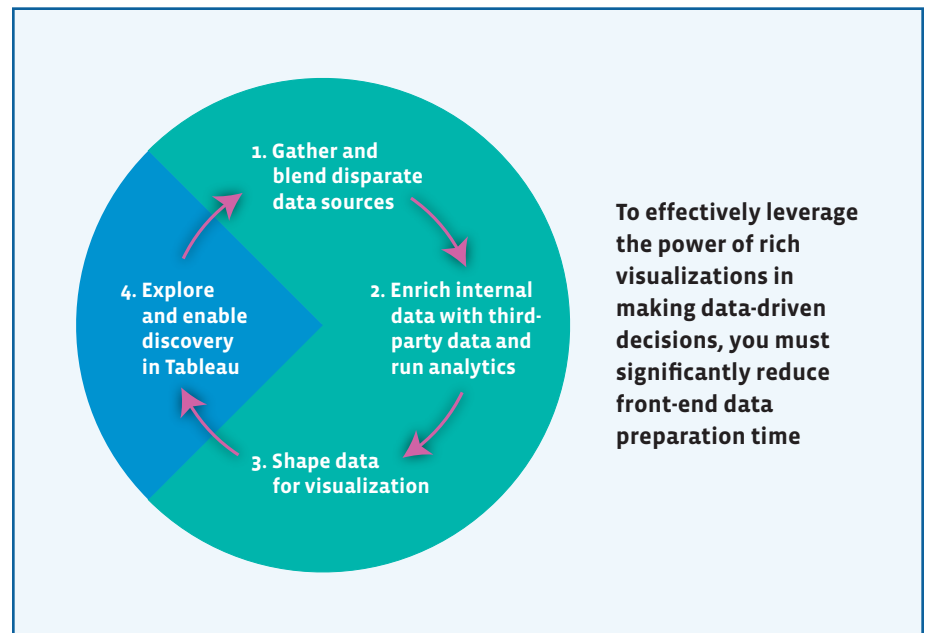 1. Gather and
blend disparate
data sources
2. Enrich internal
data with third-
party data and
run analytics
3. Shape data
for visualization
4. Explore
and enable
discovery
in Tableau
To effectively leverage
the power of rich
visualizations in
making data-driven
decisions, you must
significantly reduce
front-end data
preparation time